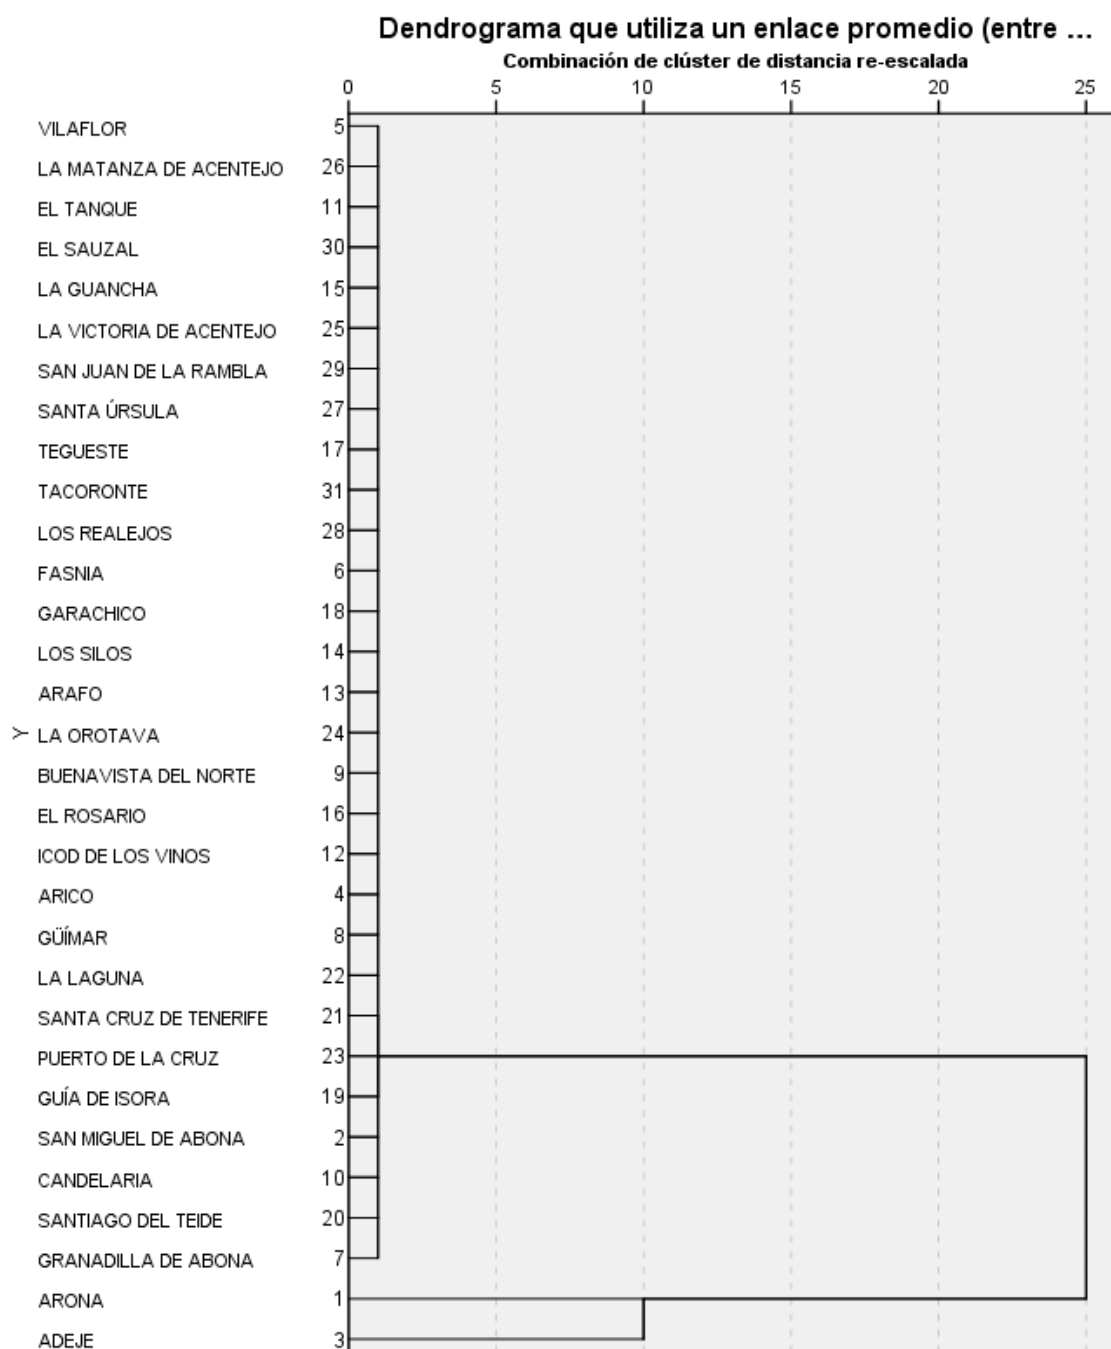 Dendrograma que utiliza un enlace promedio (entre ...
Combinación de clúster de distancia re-escalada
0 5 10 15 20 25
VILAFLOR 5
LA MATANZA DE ACENTEJO 26
EL TANQUE 11
EL SAUZAL 30
LA GUANCHA 15
LA VICTORIA DE ACENTEJO 25
SAN JUAN DE LA RAMBLA 29
SANTA ÚRSULA 27
TEGUESTE 17
TACORONTE 31
LOS REALEJOS 28
FASNIA 6
GARACHICO 18
LOS SILOS 14
ARAFO 13
Y LA OROTAVA 24
BUENAVISTA DEL NORTE 9
EL ROSARIO 16
ICOD DE LOS VINOS 12
ARICO 4
GÜÍMAR 8
LA LAGUNA 22
SANTA CRUZ DE TENERIFE 21
PUERTO DE LA CRUZ 23
GUÍA DE ISORA 19
SAN MIGUEL DE ABONA 2
CANDELARIA 10
SANTIAGO DEL TEIDE 20
GRANADILLA DE ABONA 7
ARONA 1
ADEJE 3